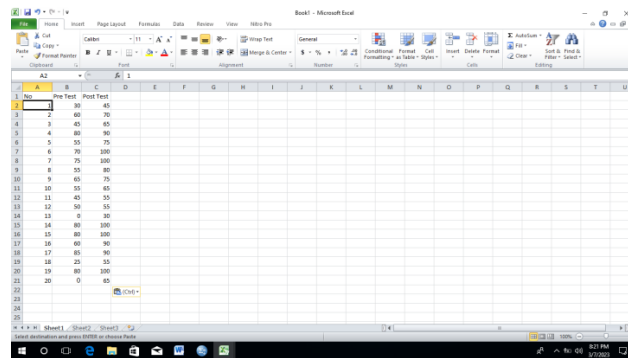 Book1 - Microsoft Excel
File Home Insert Page Layout Formulas Data Review View Nitro Pro
Cut
Copy
Format Painter
Paste
Calibri 11
B I U
Wrap Text
Merge & Center
General
$ % ,
Conditional Formatting
Format as Table
Cell Styles
Insert Delete Format
AutoSum
Fill
Clear
Sort & Filter
Find & Select
Clipboard Font Alignment Number Styles Cells Editing
A2 fx 1
A B C D E F G H I J K L M N O P Q R S T U
1 No Pre Test Post Test
2 1 30 45
3 2 60 70
4 3 45 65
5 4 80 90
6 5 55 75
7 6 70 100
8 7 75 100
9 8 55 80
10 9 65 75
11 10 55 65
12 11 45 55
13 12 50 55
14 13 0 30
15 14 80 100
16 15 80 100
17 16 60 90
18 17 85 90
19 18 25 55
20 19 80 100
21 20 0 65
22 (Ctrl)
23
24
25
Sheet1 Sheet2 Sheet3
Select destination and press ENTER or choose Paste
100%
8:21 PM
3/7/2023